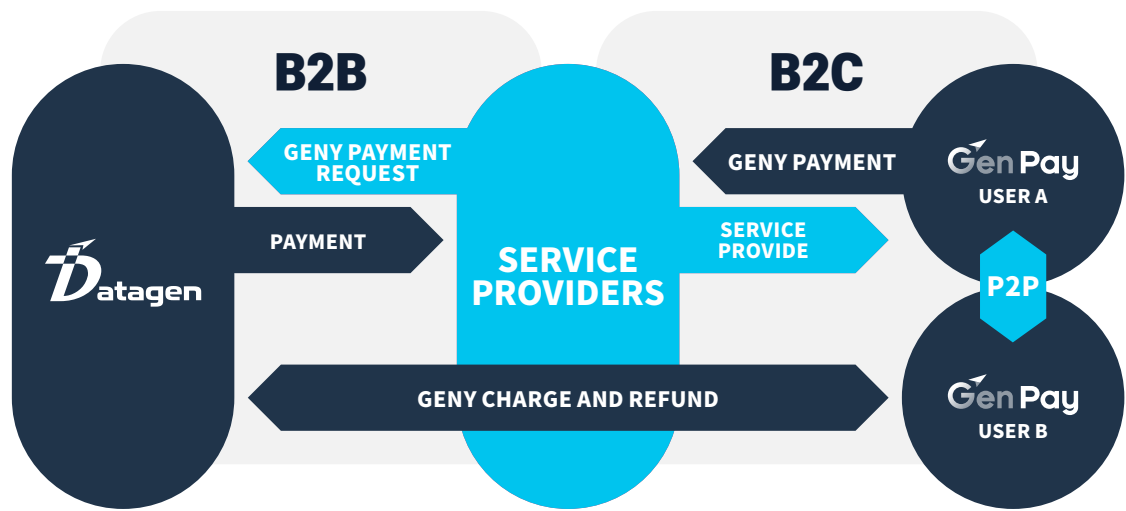 B2B
B2C
GENY PAYMENT
REQUEST
GENY PAYMENT
Gen Pay
USER A
PAYMENT
SERVICE
PROVIDE
Datagen
SERVICE
PROVIDERS
P2P
GENY CHARGE AND REFUND
Gen Pay
USER B